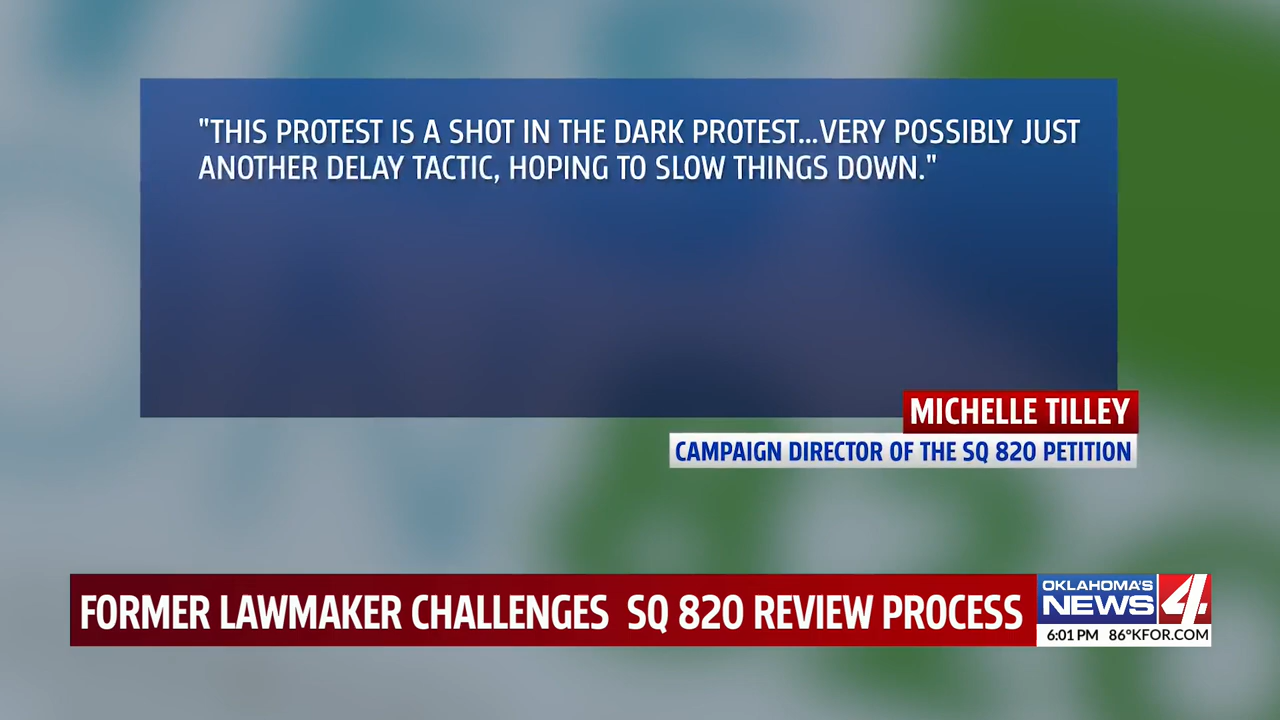 "THIS PROTEST IS A SHOT IN THE DARK PROTEST...VERY POSSIBLY JUST
ANOTHER DELAY TACTIC, HOPING TO SLOW THINGS DOWN."
MICHELLE TILLEY
CAMPAIGN DIRECTOR OF THE SQ 820 PETITION
FORMER LAWMAKER CHALLENGES  SQ 820 REVIEW PROCESS
OKLAHOMA'S
NEWS 4
6:01 PM 86°KFOR.COM